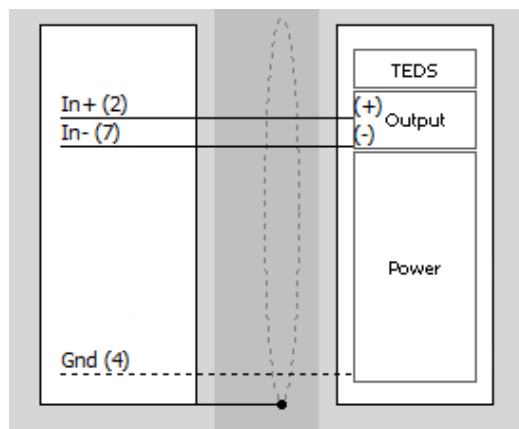 TEDS
In+ (2)
(+)
Output
In- (7)
(-)
Power
Gnd (4)